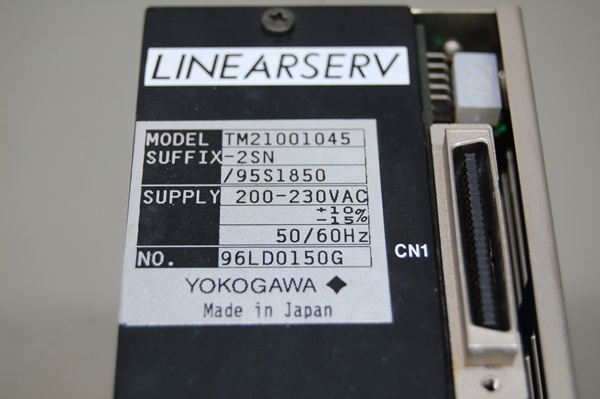 LINEARSERV
MODEL TM21001045
SUFFIX-2SN
/95S1850
SUPPLY 200-230VAC
+10%
-15%
50/60Hz
NO. 96LD0150G
CN1
YOKOGAWA
Made in Japan